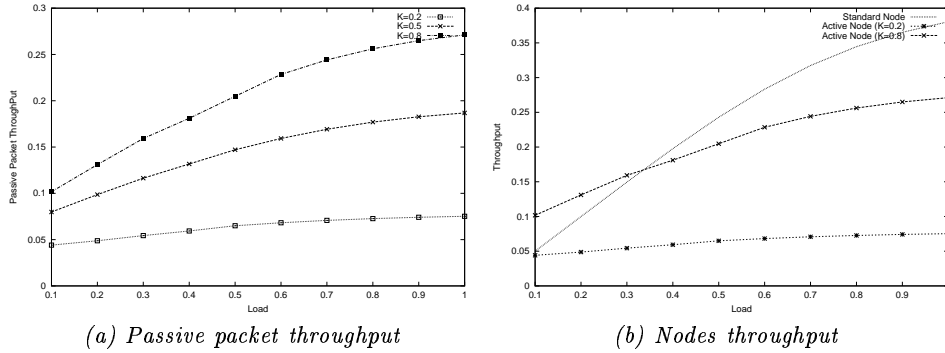 0.3
0.25
0.2
0.15
0.1
0.05
0
Passive Packet ThroughPut
K=0.2
K=0.5
K=0.8
0.1 0.2 0.3 0.4 0.5 0.6 0.7 0.8 0.9 1
Load
(a) Passive packet throughput
0.4
0.35
0.3
0.25
0.2
0.15
0.1
0.05
0
Throughput
Standard Node
Active Node (K=0.2)
Active Node (K=0.8)
0.1 0.2 0.3 0.4 0.5 0.6 0.7 0.8 0.9
Load
(b) Nodes throughput